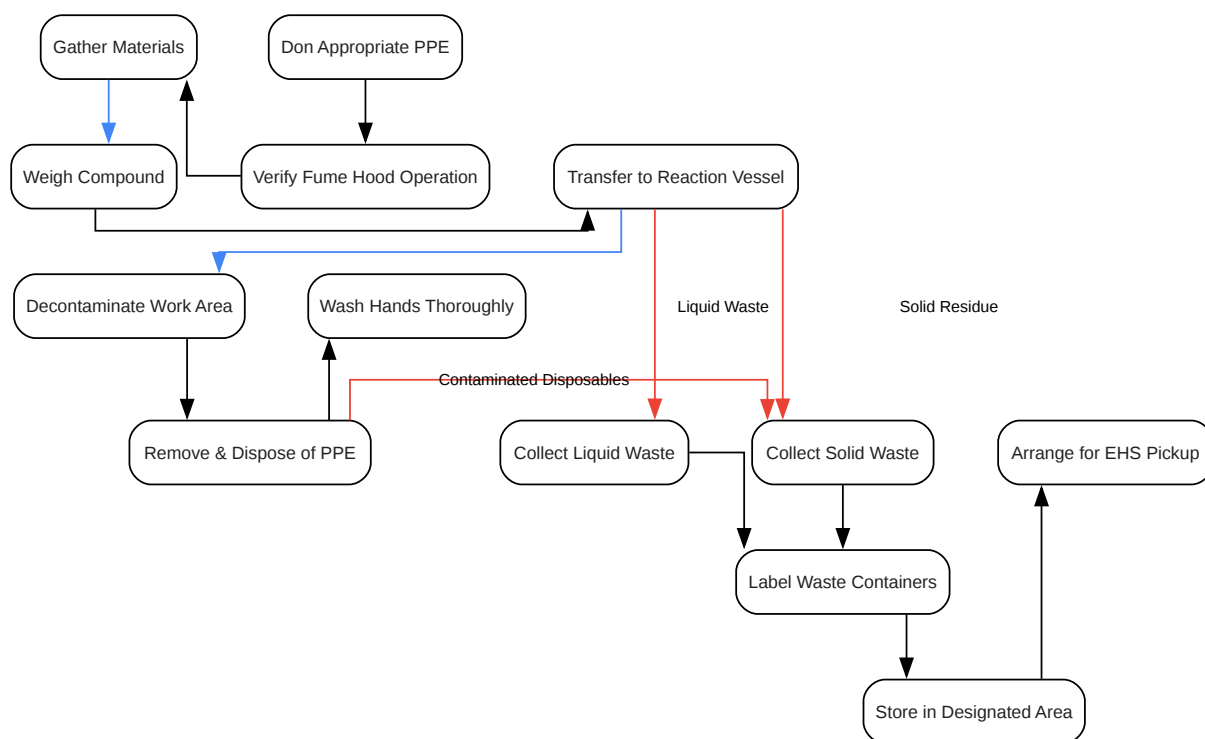 Gather Materials
Don Appropriate PPE
Weigh Compound
Verify Fume Hood Operation
Transfer to Reaction Vessel
Decontaminate Work Area
Wash Hands Thoroughly
Liquid Waste
Solid Residue
Contaminated Disposables
Remove & Dispose of PPE
Collect Liquid Waste
Collect Solid Waste
Arrange for EHS Pickup
Label Waste Containers
Store in Designated Area